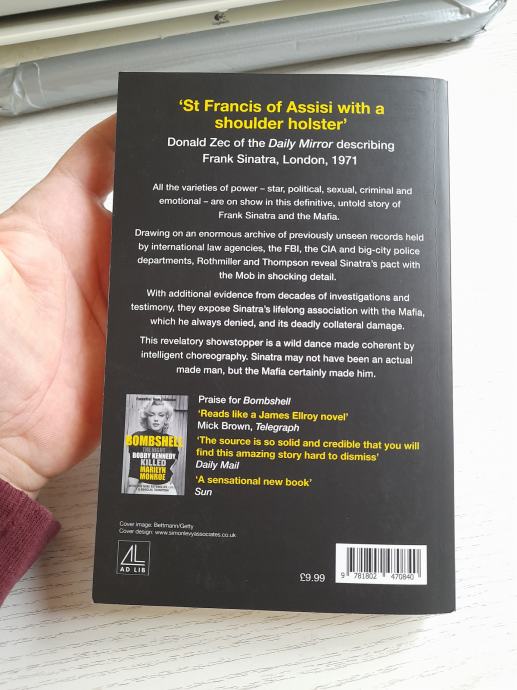 Logitech
‘St Francis of Assisi with a
shoulder holster’
Donald Zec of the Daily Mirror describing
Frank Sinatra, London, 1971
All the varieties of power – star, political, sexual, criminal and
emotional – are on show in this definitive, untold story of
Frank Sinatra and the Mafia.
Drawing on an enormous archive of previously unseen records held
by international law agencies, the FBI, the CIA and big-city police
departments, Rothmiller and Thompson reveal Sinatra’s pact with
the Mob in shocking detail.
With additional evidence from decades of investigations and
testimony, they expose Sinatra’s lifelong association with the Mafia,
which he always denied, and its deadly collateral damage.
This revelatory showstopper is a wild dance made coherent by
intelligent choreography. Sinatra may not have been an actual
made man, but the Mafia certainly made him.
Praise for Bombshell
‘Reads like a James Ellroy novel’
Mick Brown, Telegraph
‘The source is so solid and credible that you will
find this amazing story hard to dismiss’
Daily Mail
‘A sensational new book’
Sun
BOMBSHELL
THE NIGHT
BOBBY KENNEDY
KILLED
MARILYN
MONROE
Cover image: Bettmann/Getty
Cover design: www.simonlevyassociates.co.uk
AD LIB
£9.99
9 781802 470840